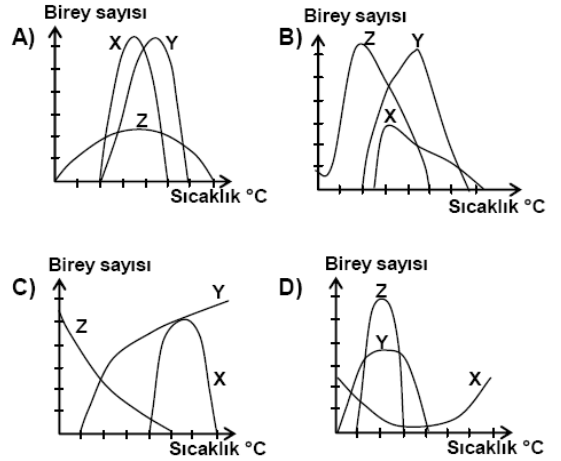 A)
Birey sayısı
X
Y
Z
Sıcaklık °C
B)
Birey sayısı
Z
Y
X
Sıcaklık °C
C)
Birey sayısı
Y
Z
X
Sıcaklık °C
D)
Birey sayısı
Z
Y
X
Sıcaklık °C